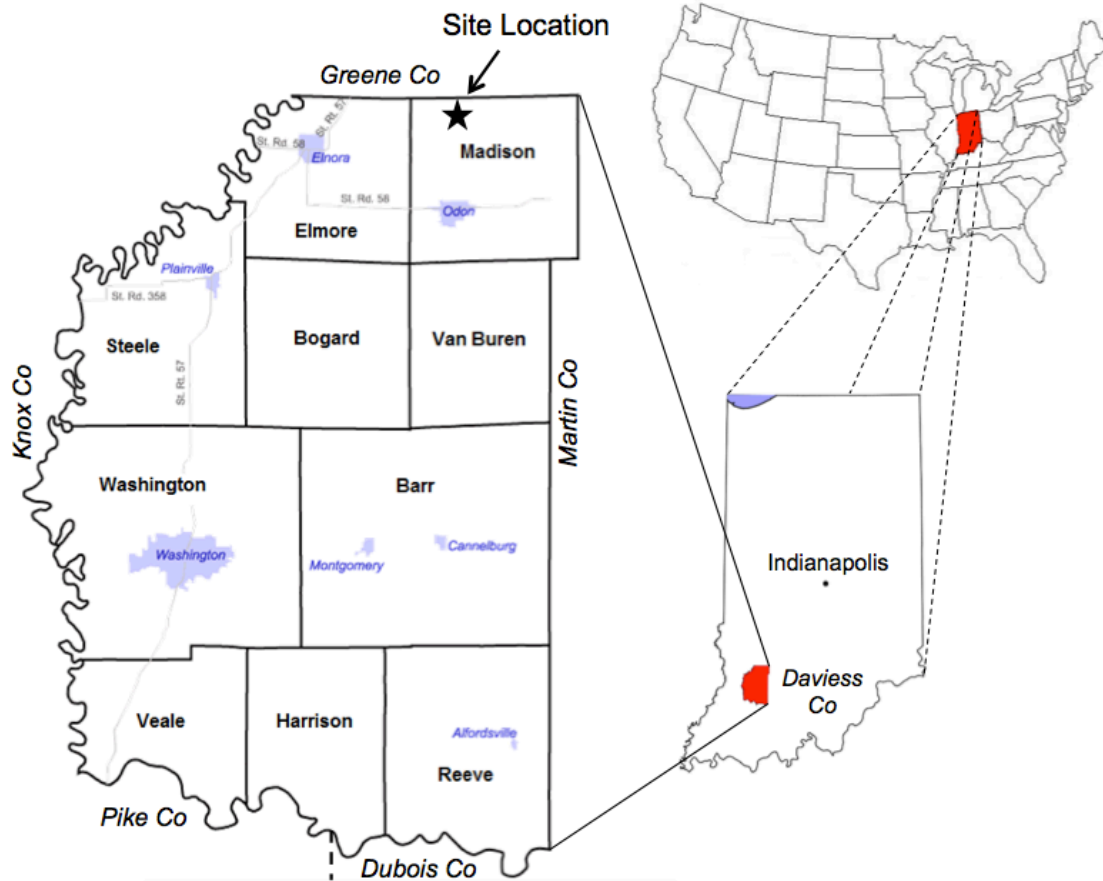 Site Location
Greene Co
St. Rt. 57
St. Rd. 58
Elnora
Madison
St. Rd. 58
Odon
Elmore
Plainville
St. Rd. 358
Steele
Bogard
Van Buren
St. Rt. 57
Knox Co
Martin Co
Washington
Barr
Washington
Montgomery
Cannelburg
Indianapolis
Daviess
Co
Veale
Harrison
Alfordsville
Reeve
Pike Co
Dubois Co